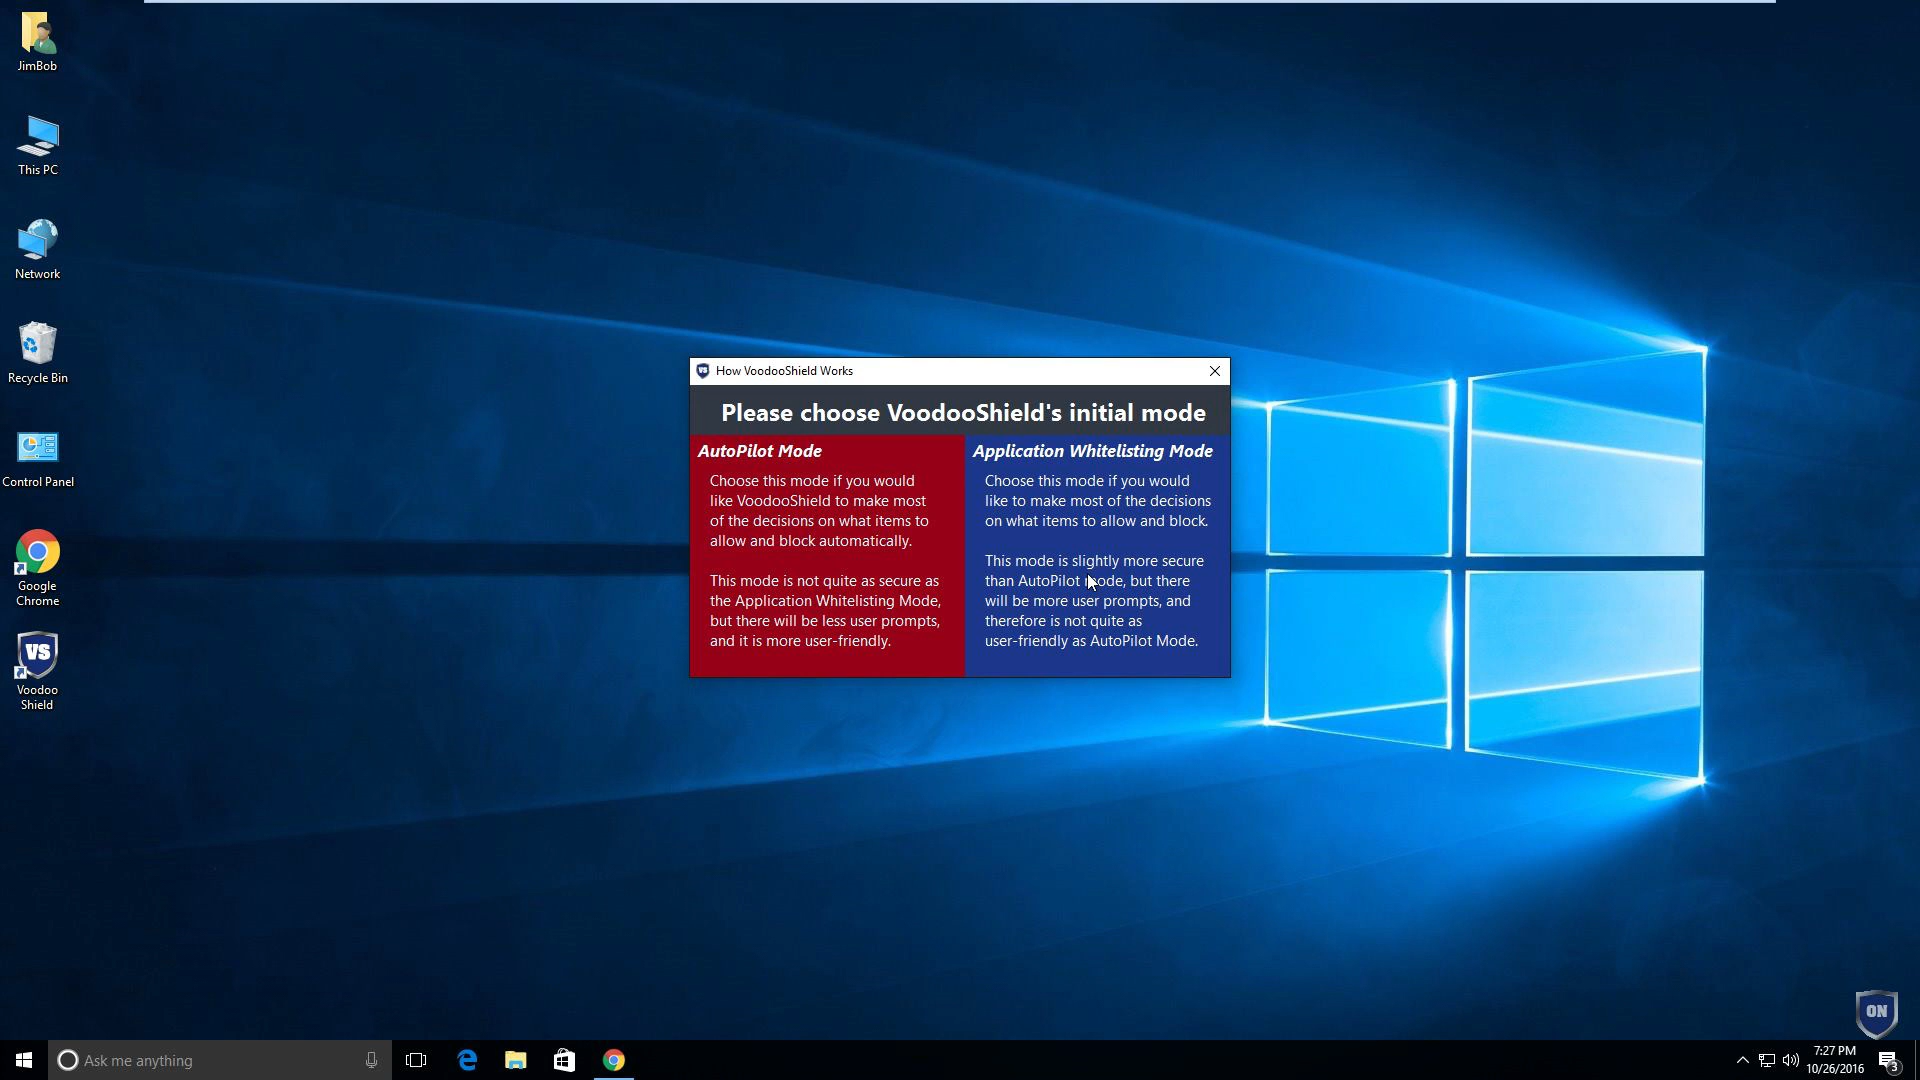 JimBob
This PC
Network
Recycle Bin
Control Panel
Google
Chrome
VS
Voodoo
Shield
VS How VoodooShield Works
Please choose VoodooShield's initial mode
AutoPilot Mode
Choose this mode if you would
like VoodooShield to make most
of the decisions on what items to
allow and block automatically.
This mode is not quite as secure as
the Application Whitelisting Mode,
but there will be less user prompts,
and it is more user-friendly.
Application Whitelisting Mode
Choose this mode if you would
like to make most of the decisions
on what items to allow and block.
This mode is slightly more secure
than AutoPilot Mode, but there
will be more user prompts, and
therefore is not quite as
user-friendly as AutoPilot Mode.
ON
Ask me anything
7:27 PM
10/26/2016
3